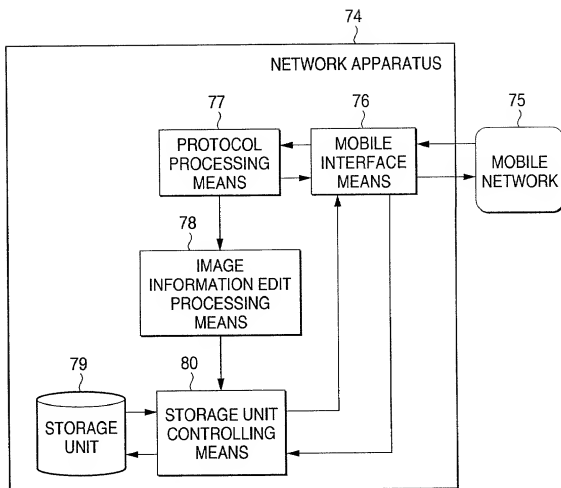 74
NETWORK APPARATUS
77
76
75
PROTOCOL
PROCESSING
MEANS
MOBILE
INTERFACE
MEANS
MOBILE
NETWORK
78
IMAGE
INFORMATION EDIT
PROCESSING
MEANS
79
80
STORAGE
UNIT
STORAGE UNIT
CONTROLLING
MEANS